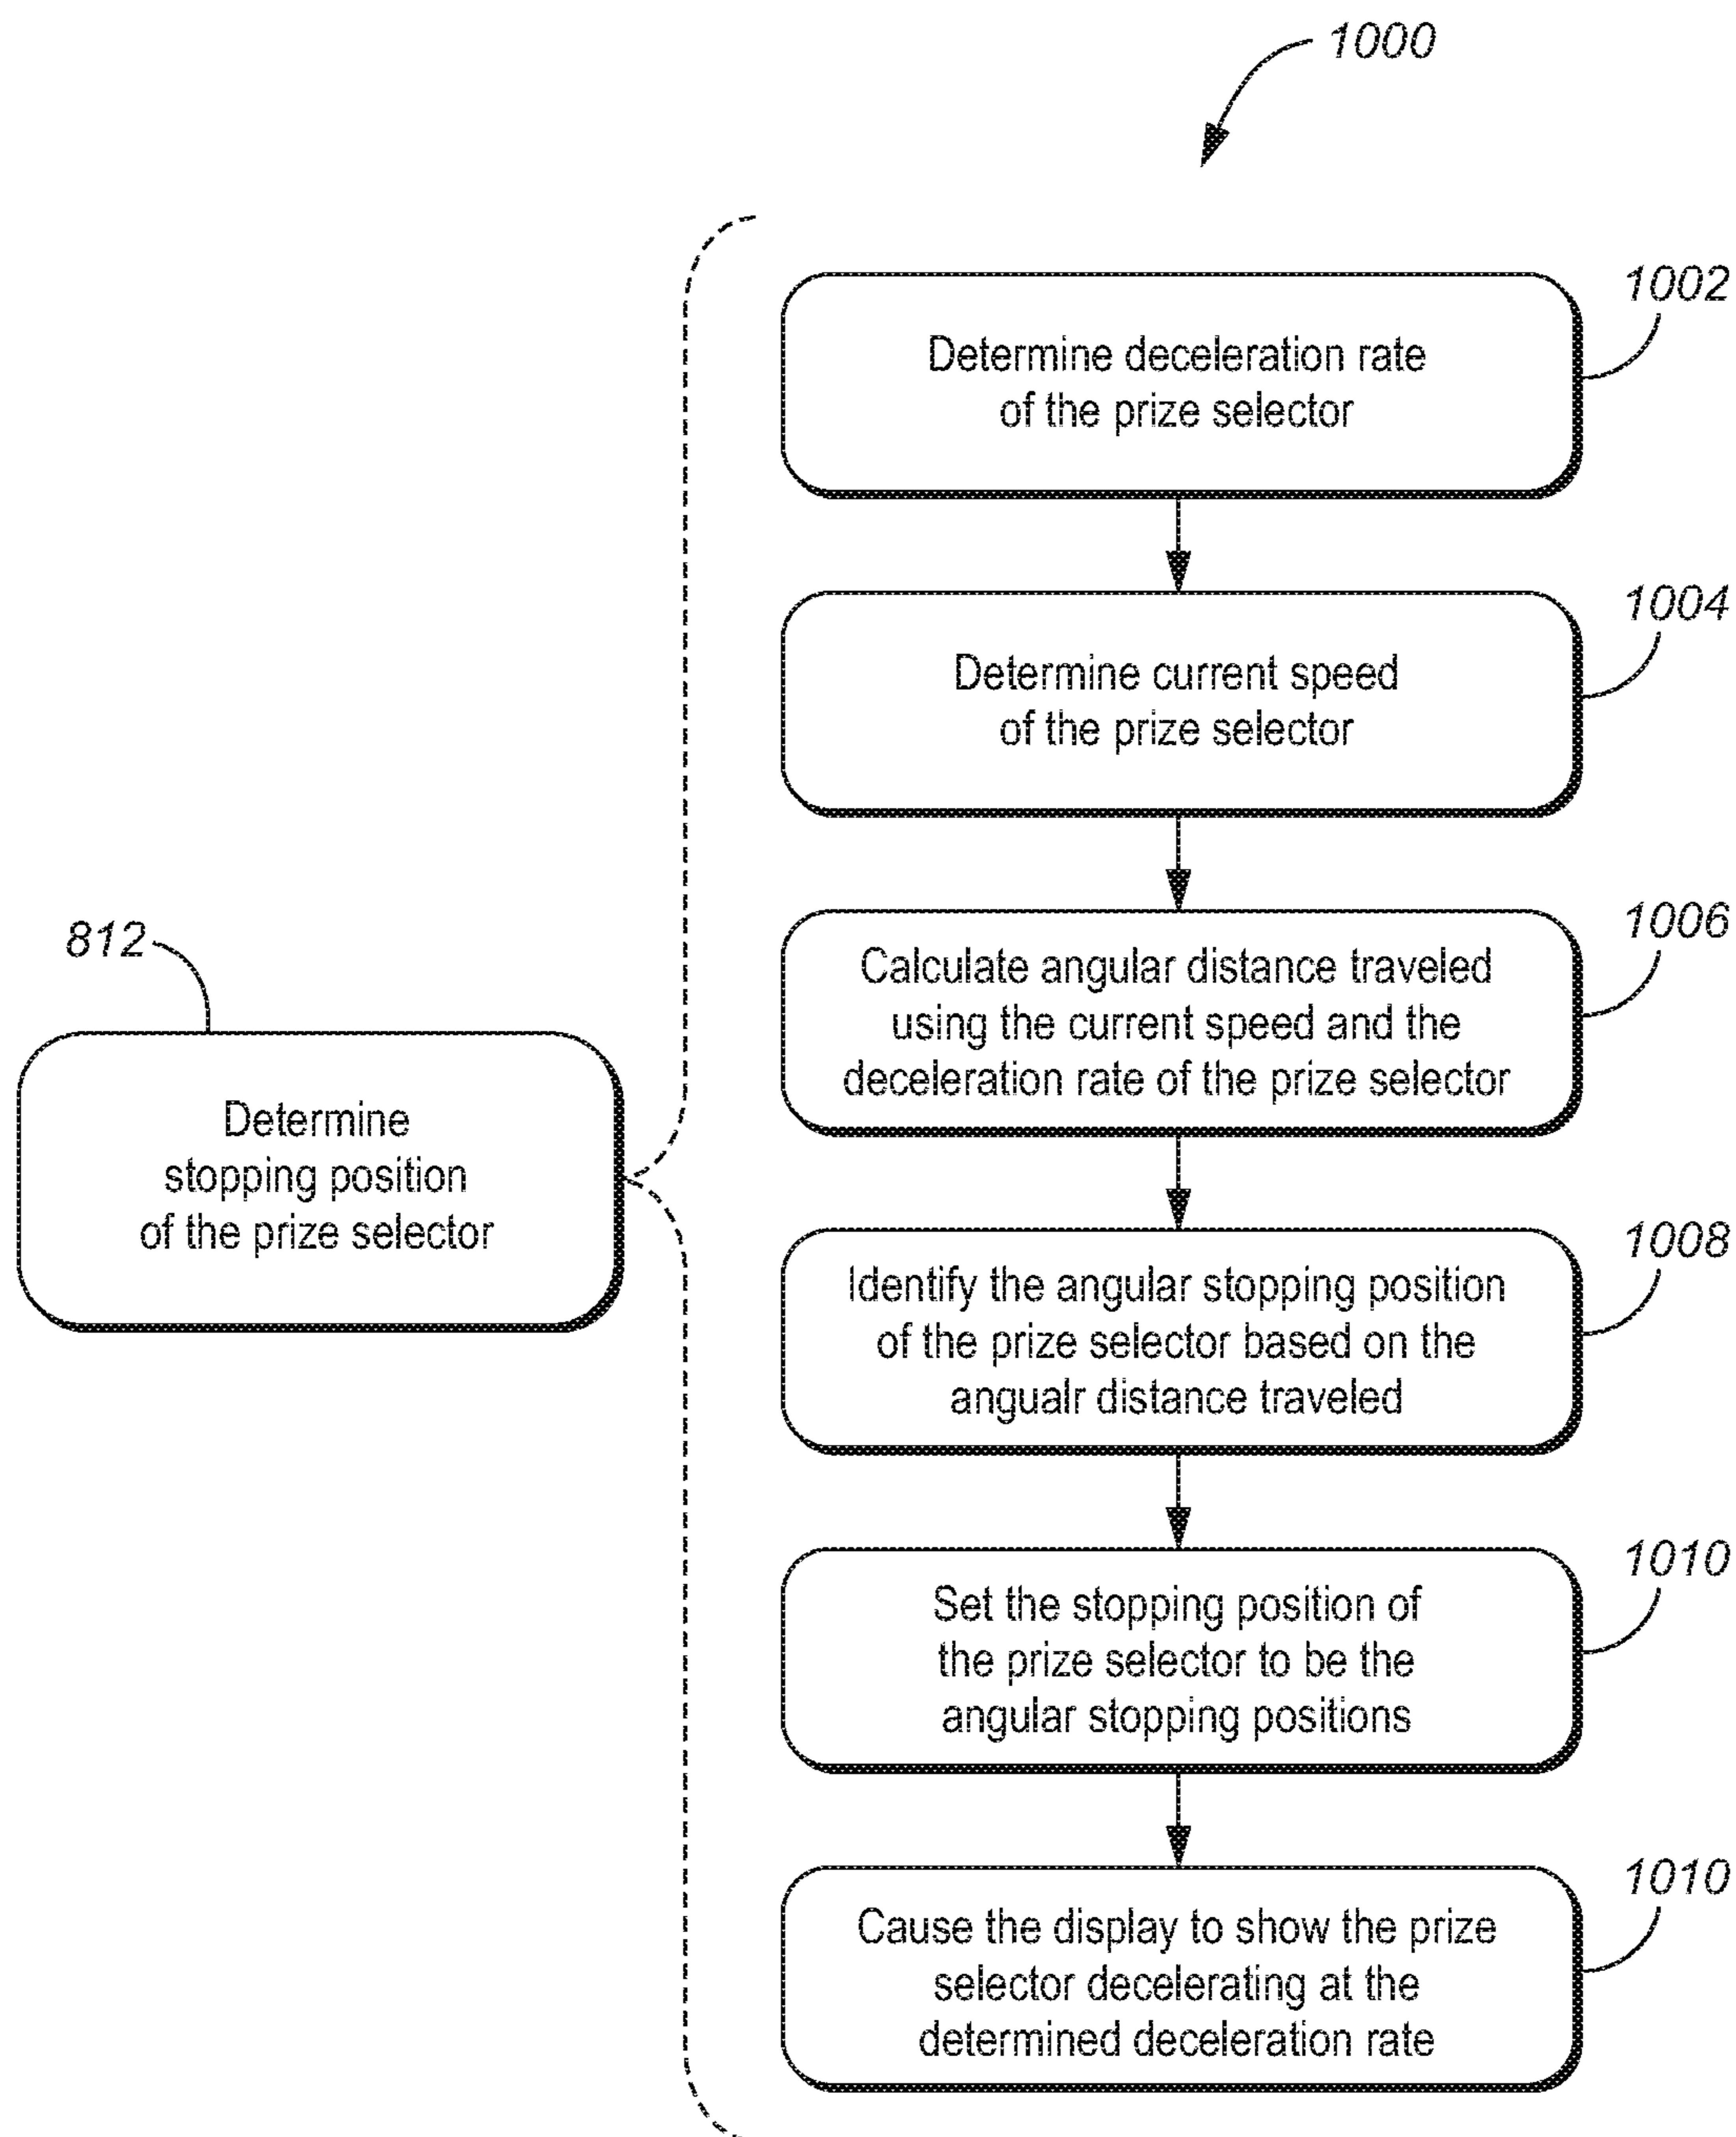 1000
1002
Determine deceleration rate
of the prize selector
1004
Determine current speed
of the prize selector
1006
Calculate angular distance traveled
using the current speed and the
deceleration rate of the prize selector
812
Determine
stopping position
of the prize selector
1008
Identify the angular stopping position
of the prize selector based on the
angualr distance traveled
1010
Set the stopping position of
the prize selector to be the
angular stopping positions
1010
Cause the display to show the prize
selector decelerating at the
determined deceleration rate